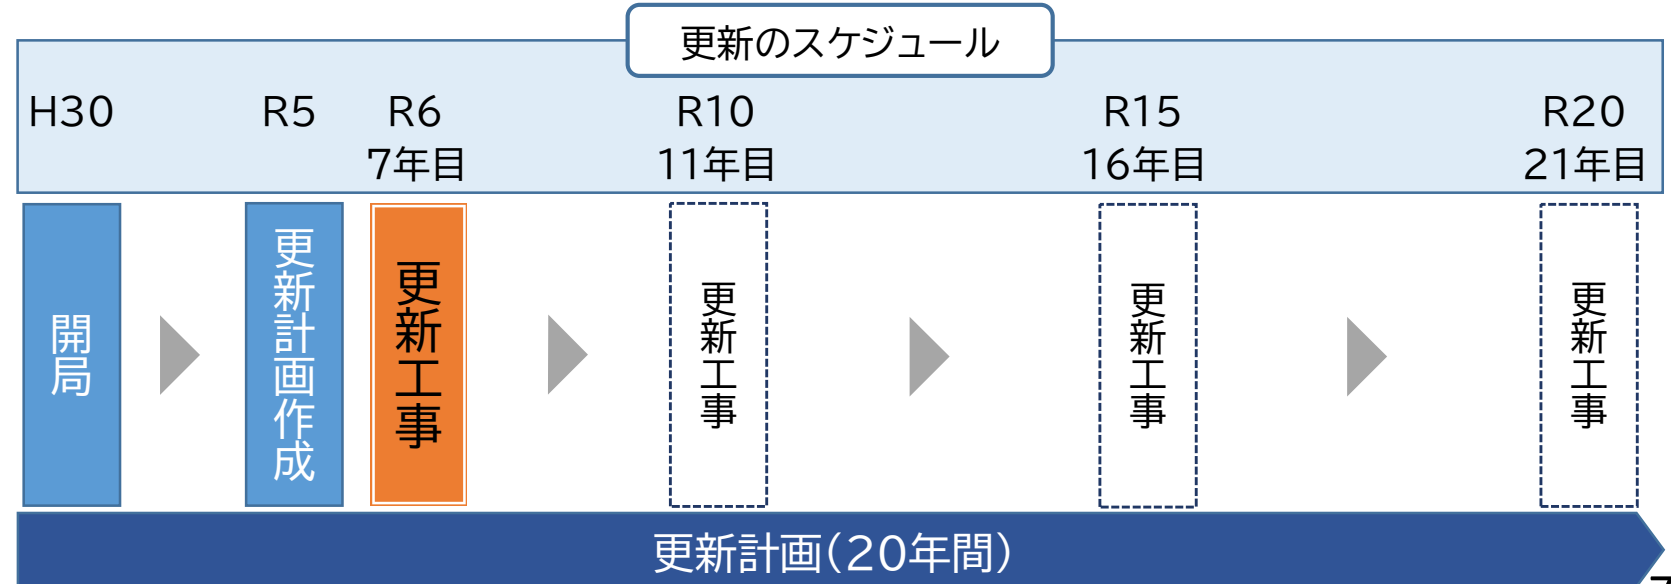 更新のスケジュール
H30
R5
R6
7年目
R10
11年目
R15
16年目
R20
21年目
開局
更新計画作成
更新工事
更新工事
更新工事
更新工事
更新計画(20年間)